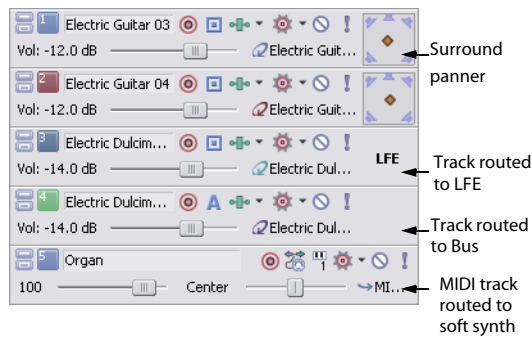 1 Electric Guitar 03
Vol: -12.0 dB Electric Guit...
Surround
panner
2 Electric Guitar 04
Vol: -12.0 dB Electric Guit...
3 Electric Dulcim...
Vol: -14.0 dB Electric Dul...
LFE
Track routed
to LFE
4 Electric Dulcim... A
Vol: -14.0 dB Electric Dul...
Track routed
to Bus
5 Organ 1
100 Center MI...
MIDI track
routed to
soft synth